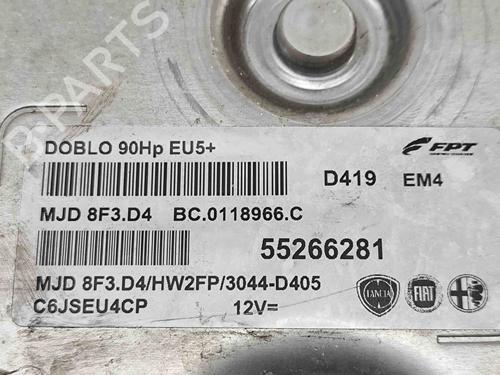 B-PARTS
DOBLO 90Hp EU5+
FPT
D419 EM4
MJD 8F3.D4 BC.0118966.C
55266281
MJD 8F3.D4/HW2FP/3044-D405
C6JSEU4CP 12V=
LANCIA FIAT